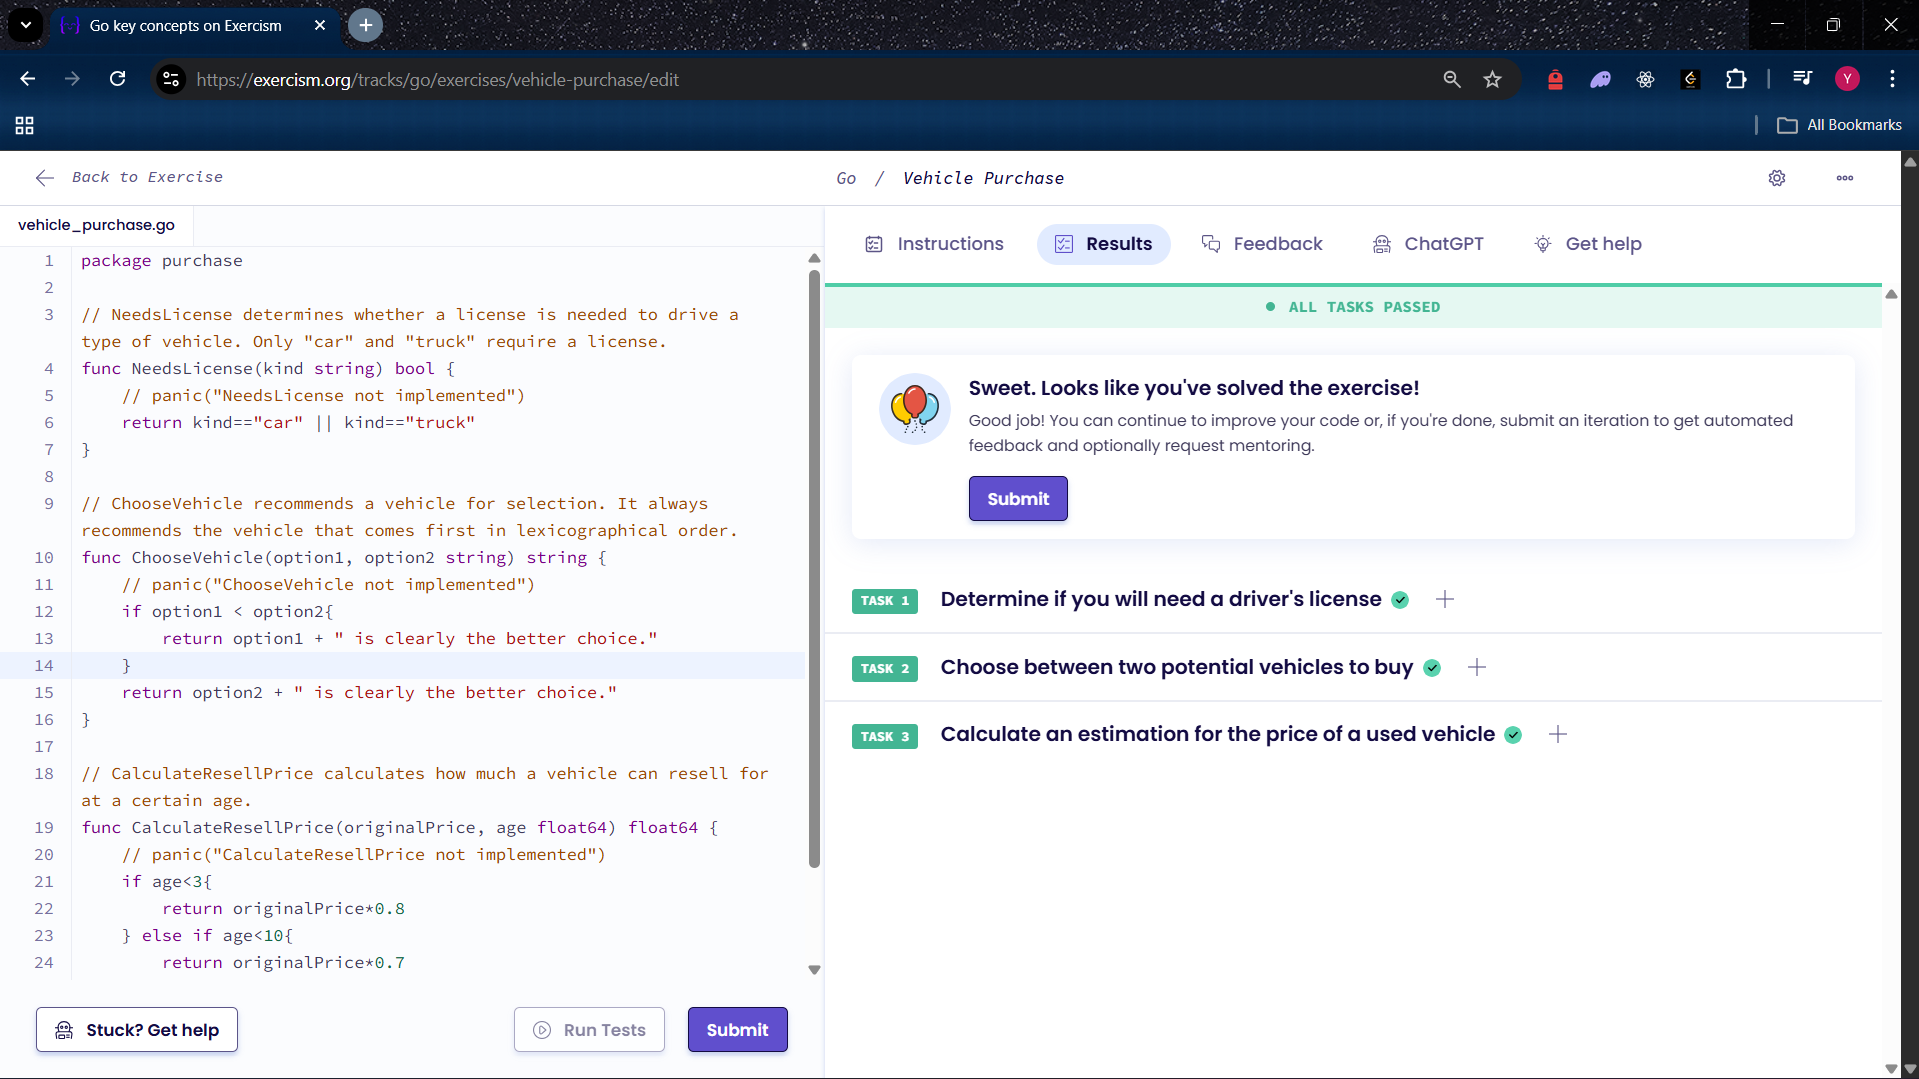 Go key concepts on Exercism
https://exercism.org/tracks/go/exercises/vehicle-purchase/edit
Y
All Bookmarks
Back to Exercise
Go / Vehicle Purchase
vehicle_purchase.go
Instructions
Results
Feedback
ChatGPT
Get help
1 package purchase
2
3 // NeedsLicense determines whether a license is needed to drive a
type of vehicle. Only "car" and "truck" require a license.
4 func NeedsLicense(kind string) bool {
5 // panic("NeedsLicense not implemented")
6 return kind=="car" || kind=="truck"
7 }
8
9 // ChooseVehicle recommends a vehicle for selection. It always
recommends the vehicle that comes first in lexicographical order.
10 func ChooseVehicle(option1, option2 string) string {
11 // panic("ChooseVehicle not implemented")
12 if option1 < option2{
13 return option1 + " is clearly the better choice."
14 }
15 return option2 + " is clearly the better choice."
16 }
17
18 // CalculateResellPrice calculates how much a vehicle can resell for
at a certain age.
19 func CalculateResellPrice(originalPrice, age float64) float64 {
20 // panic("CalculateResellPrice not implemented")
21 if age<3{
22 return originalPrice*0.8
23 } else if age<10{
24 return originalPrice*0.7
Stuck? Get help
Run Tests
Submit
ALL TASKS PASSED
Sweet. Looks like you've solved the exercise!
Good job! You can continue to improve your code or, if you're done, submit an iteration to get automated
feedback and optionally request mentoring.
Submit
TASK 1 Determine if you will need a driver's license
TASK 2 Choose between two potential vehicles to buy
TASK 3 Calculate an estimation for the price of a used vehicle